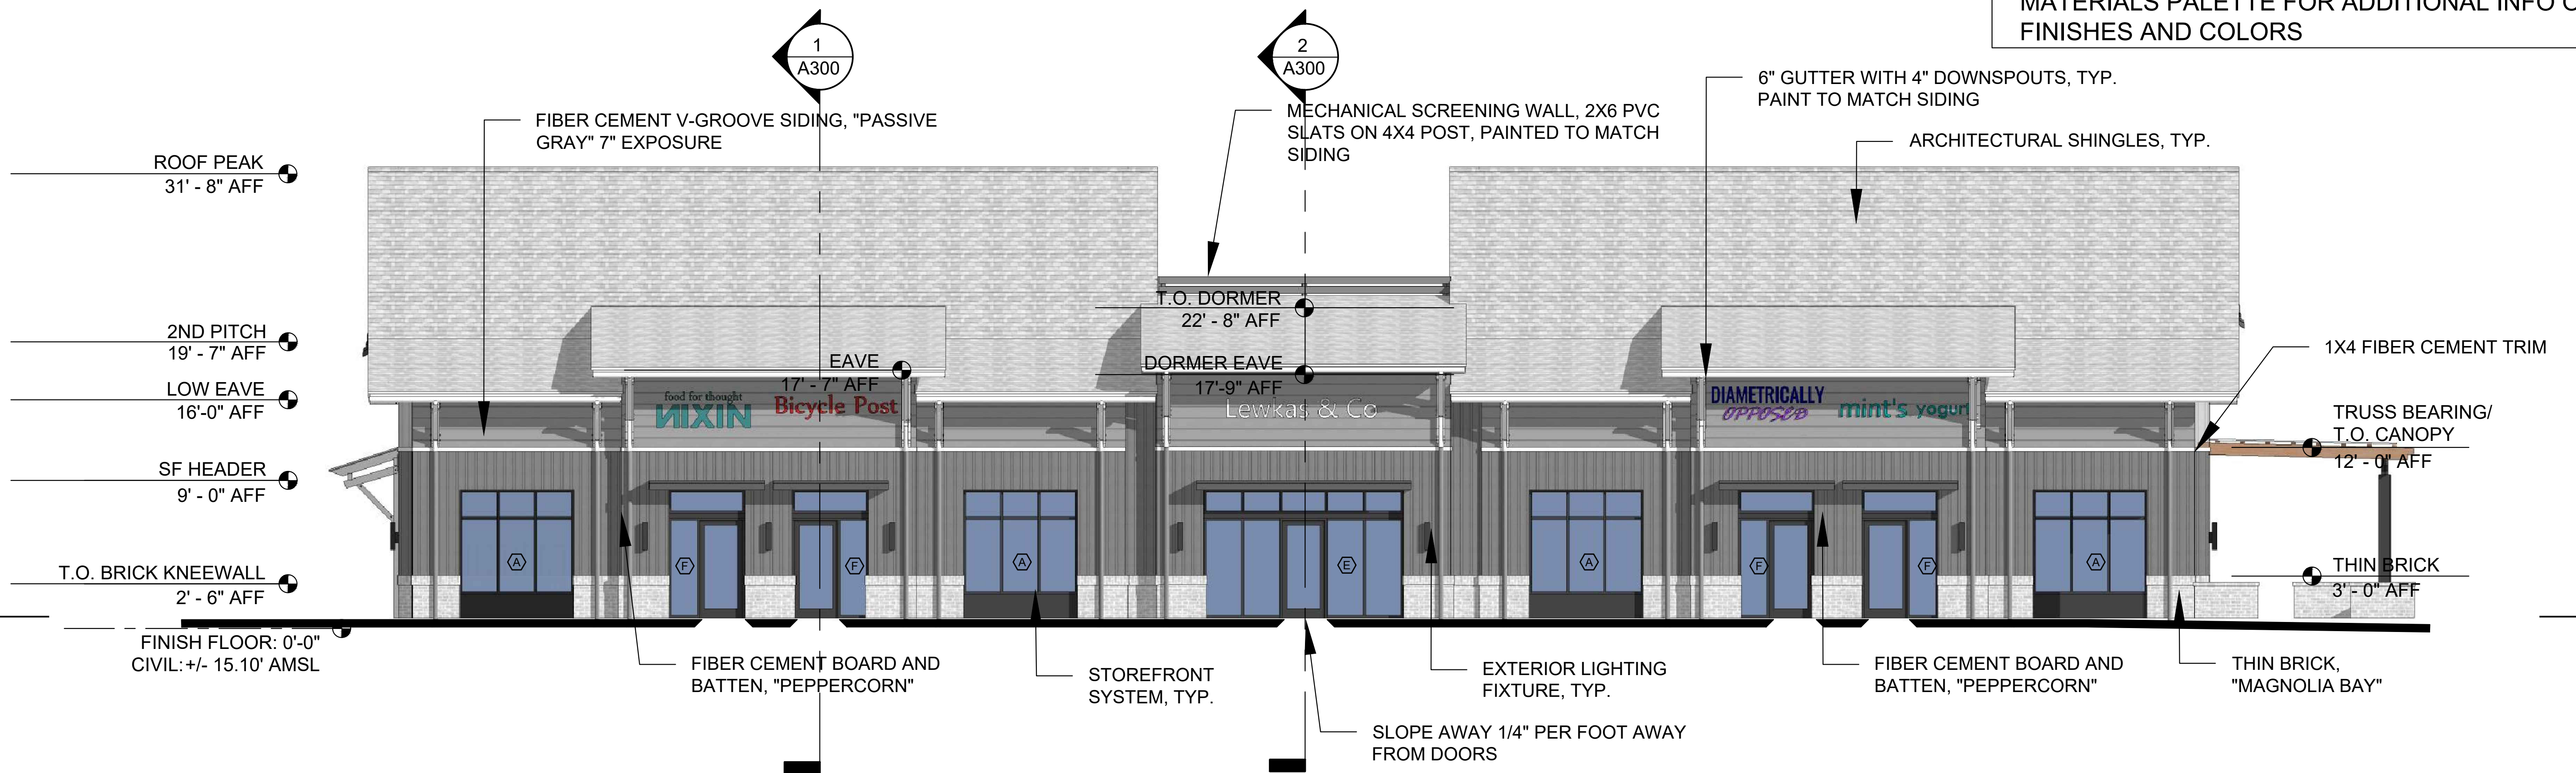 MATERIALS PALETTE FOR ADDITIONAL INFO
FINISHES AND COLORS
1
A300
2
A300
FIBER CEMENT V-GROOVE SIDING, "PASSIVE
GRAY" 7" EXPOSURE
MECHANICAL SCREENING WALL, 2X6 PVC
SLATS ON 4X4 POST, PAINTED TO MATCH
SIDING
6" GUTTER WITH 4" DOWNSPOUTS, TYP.
PAINT TO MATCH SIDING
ARCHITECTURAL SHINGLES, TYP.
ROOF PEAK
31' - 8" AFF
2ND PITCH
19' - 7" AFF
LOW EAVE
16'-0" AFF
SF HEADER
9' - 0" AFF
T.O. BRICK KNEEWALL
2' - 6" AFF
FINISH FLOOR: 0'-0"
CIVIL:+/- 15.10' AMSL
T.O. DORMER
22' - 8" AFF
EAVE
17' - 7" AFF
DORMER EAVE
17'-9" AFF
food for thought
NIXIN
Bicycle Post
Lewkas & Co
DIAMETRICALLY
OPPOSED
mint's yogurt
1X4 FIBER CEMENT TRIM
TRUSS BEARING/
T.O. CANOPY
12' - 0" AFF
THIN BRICK
3' - 0" AFF
A
F
F
A
E
A
F
F
A
FIBER CEMENT BOARD AND
BATTEN, "PEPPERCORN"
STOREFRONT
SYSTEM, TYP.
EXTERIOR LIGHTING
FIXTURE, TYP.
SLOPE AWAY 1/4" PER FOOT AWAY
FROM DOORS
FIBER CEMENT BOARD AND
BATTEN, "PEPPERCORN"
THIN BRICK,
"MAGNOLIA BAY"